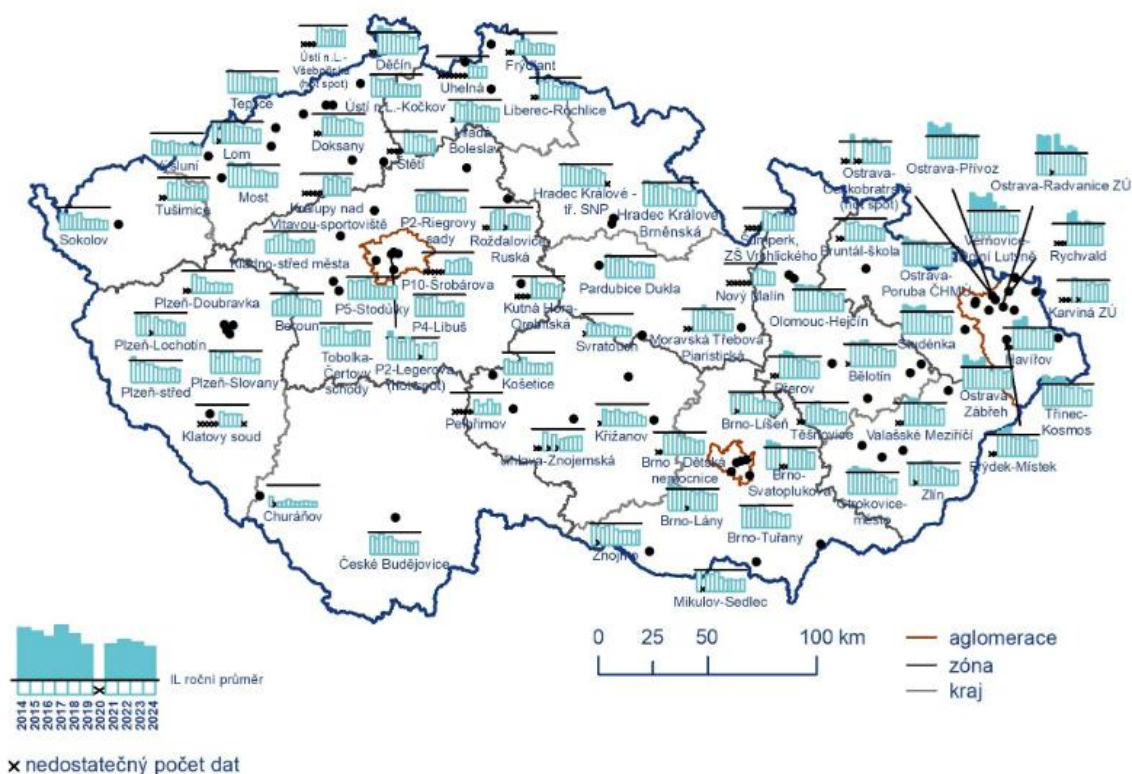 Ústí n.L.-
Všebořická
(hot spot)
Děčín
Uhelná
Frýdlant
Teplice
Ústí n.L.-Kočkov
Liberec-Rochlice
Mladá
Boleslav
Doksany
Štětí
Lom
Most
Tušimice
Sokolov
Kralupy nad
Vltavou-sportoviště
P2-Riegrovy
sady
Rožďalovice
Ruská
Hradec Králové -
tř. SNP
Hradec Králové
Brněnská
Šumperk,
ZŠ Vrchlického
Bruntál-škola
Ostrava-
Českobratrská
(hot spot)
Ostrava-Přívoz
Ostrava-Radvanice ZÚ
Věřňovice-
Dolní Lutyně
Rychvald
Ostrava-
Poruba ČHMÚ
Karviná ZÚ
Kladno-střed města
Plzeň-Doubravka
Beroun
P5-Stodůlky
P10-Šrobárova
P4-Libuš
Kutná Hora-
Orebitská
Pardubice Dukla
Nový Malín
Olomouc-Hejčín
Studénka
Havířov
Plzeň-Lochotín
Plzeň-střed
Plzeň-Slovany
Tobolka-
Čertovy
schody
P2-Legerova
(hot spot)
Košetice
Svratouch
Moravská Třebová -
Piaristická
Přerov
Bělotín
Ostrava-
Zábřeh
Třinec-
Kosmos
Klatovy soud
Pelhřimov
Křižanov
Jihlava-Znojemská
Brno-Líšeň
Těšnovice
Valašské Meziříčí
Frýdek-Místek
Brno - Dětská
nemocnice
Brno-
Svatoplukova
Otrokovice-
město
Zlín
Churáňov
České Budějovice
Brno-Lány
Brno-Tuřany
Znojmo
Mikulov-Sedlec
IL roční průměr
2014 2015 2016 2017 2018 2019 2020 2021 2022 2023 2024
x nedostatečný počet dat
0 25 50 100 km
aglomerace
zóna
kraj